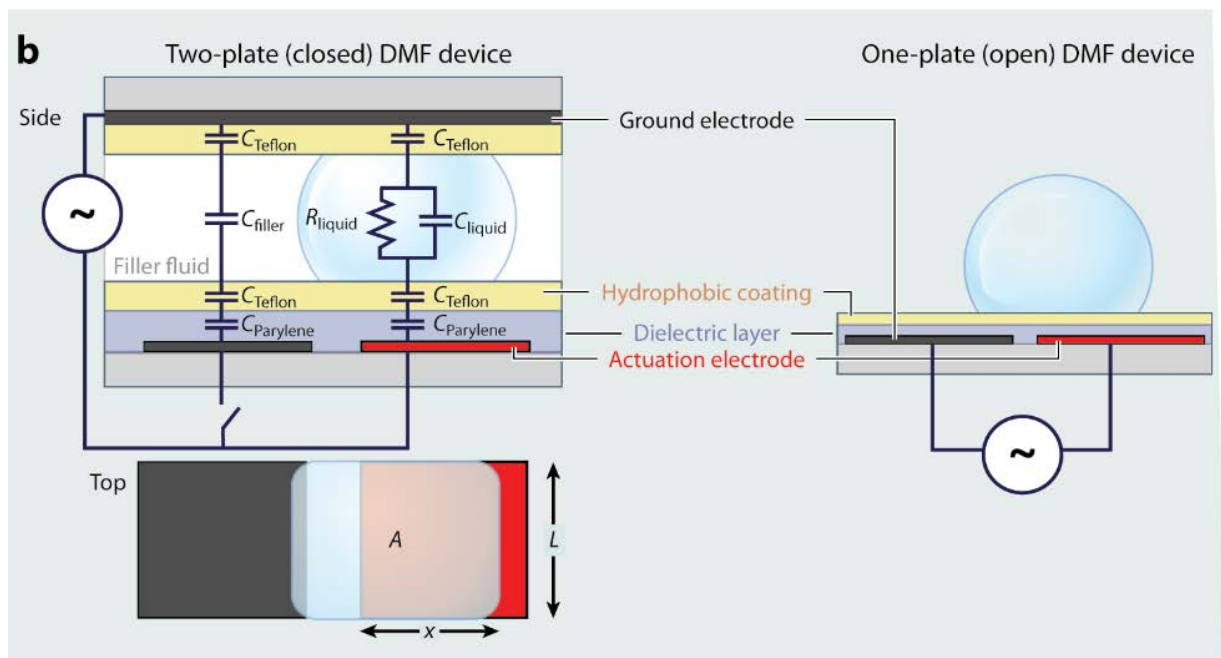 b
Two-plate (closed) DMF device
One-plate (open) DMF device
Side
Ground electrode
C_Teflon
C_Teflon
~
C_filler
R_liquid
C_liquid
Filler fluid
C_Teflon
C_Teflon
Hydrophobic coating
C_Parylene
C_Parylene
Dielectric layer
Actuation electrode
~
Top
A
L
x